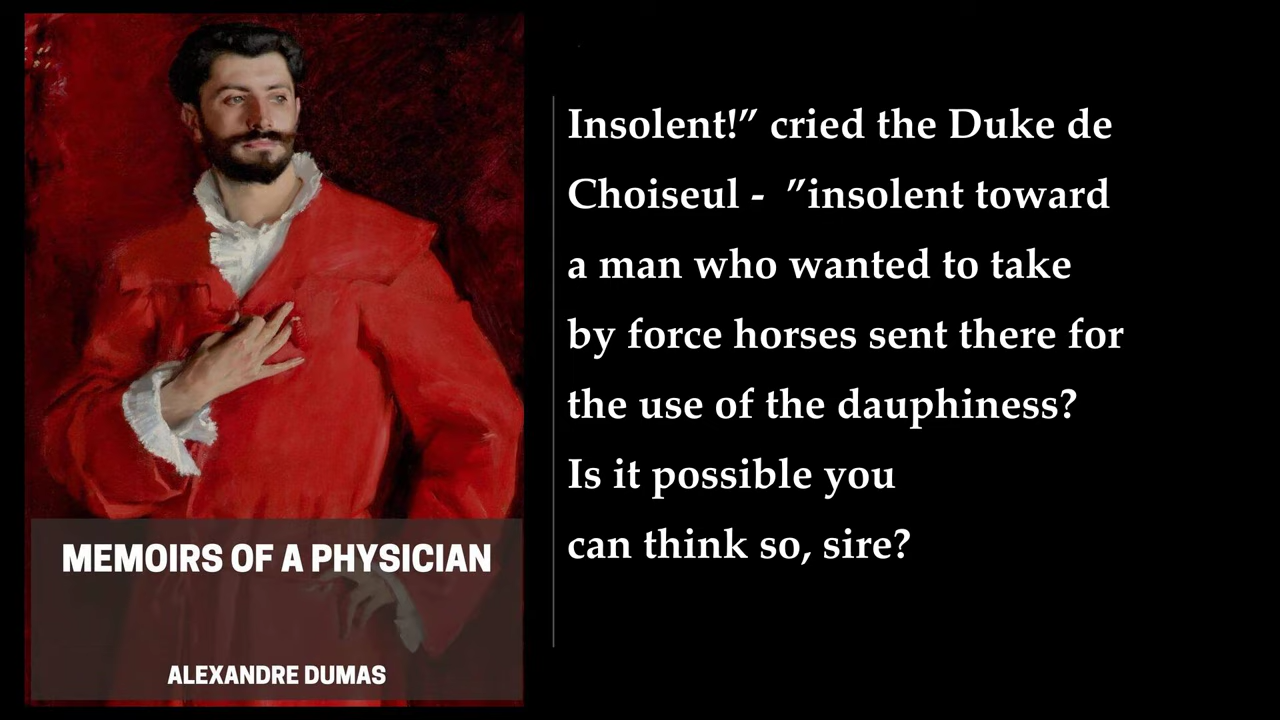 MEMOIRS OF A PHYSICIAN
ALEXANDRE DUMAS
Insolent!” cried the Duke de
Choiseul - ”insolent toward
a man who wanted to take
by force horses sent there for
the use of the dauphiness?
Is it possible you
can think so, sire?